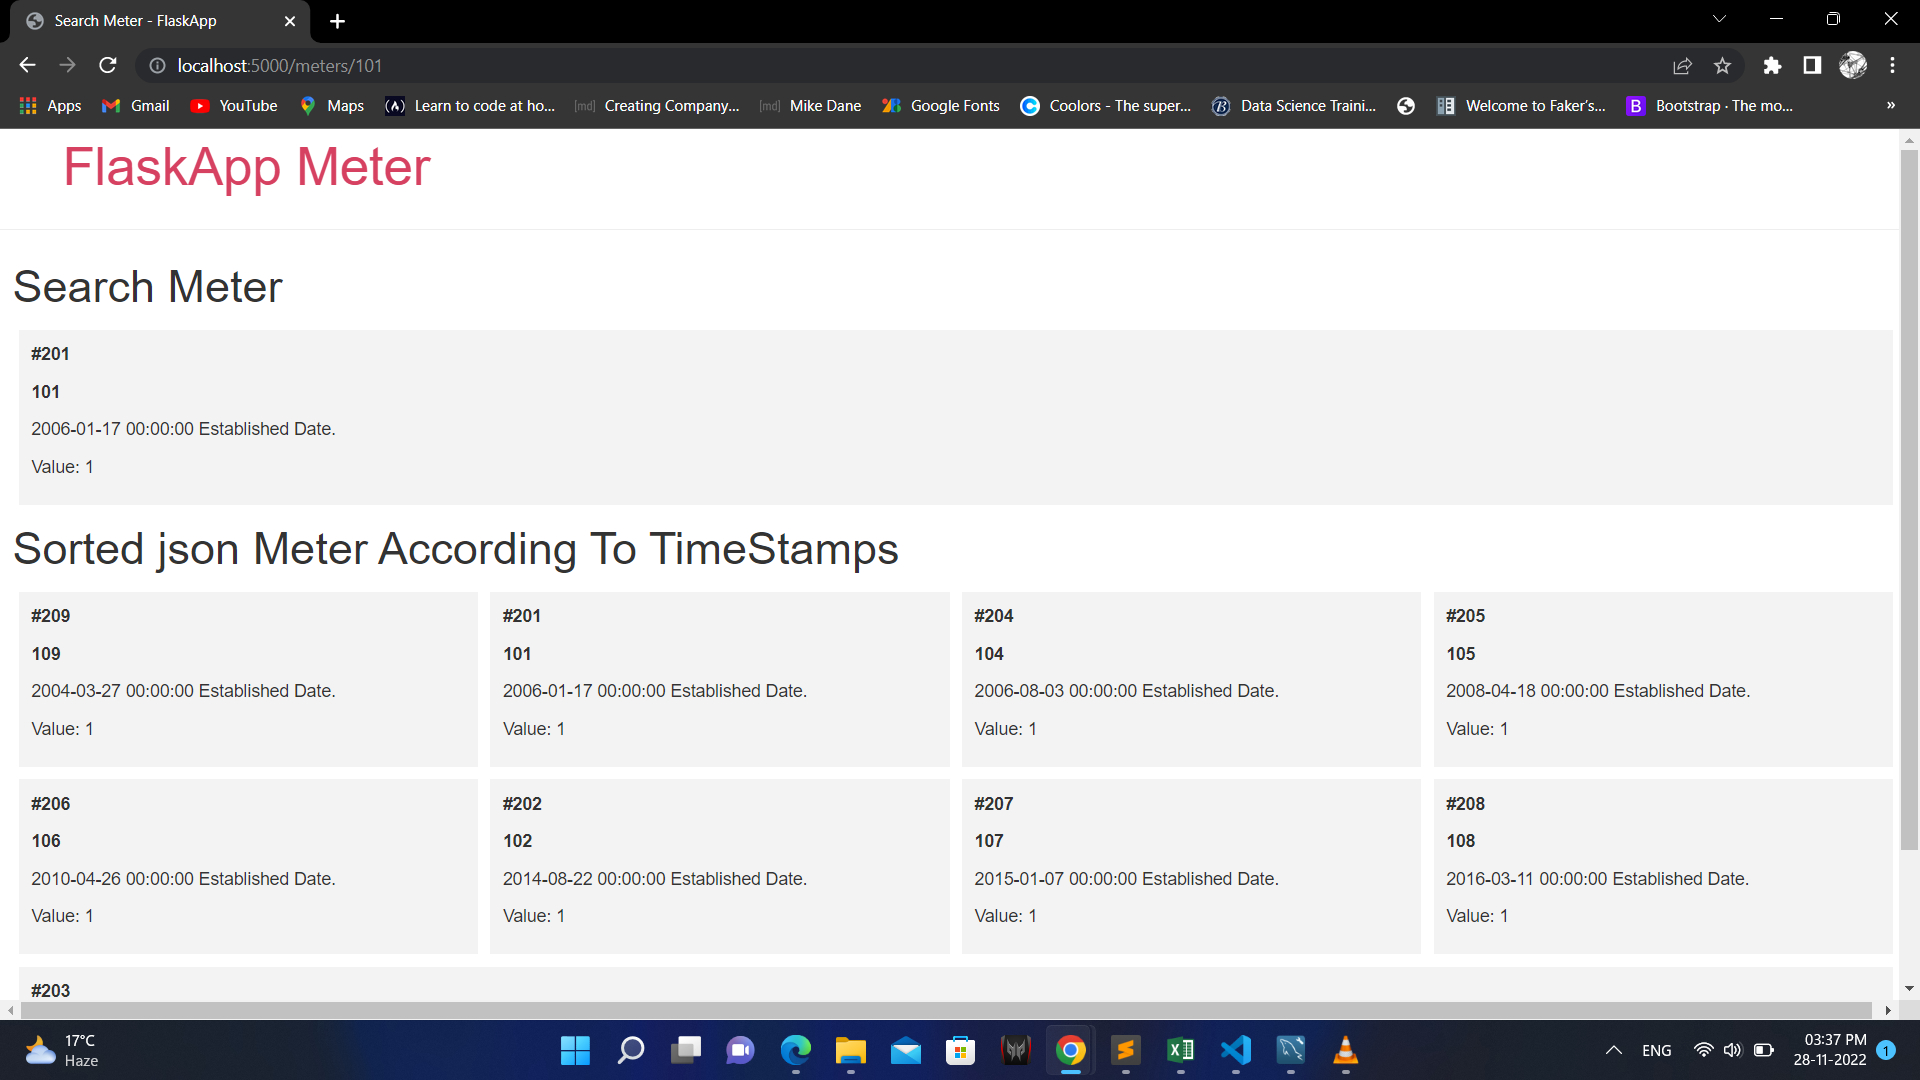 Search Meter - FlaskApp
localhost:5000/meters/101
Apps Gmail YouTube Maps Learn to code at ho... [md] Creating Company... [md] Mike Dane Google Fonts Coolors - The super... Data Science Traini... Welcome to Faker's... B Bootstrap · The mo... »
FlaskApp Meter
Search Meter
#201
101
2006-01-17 00:00:00 Established Date.
Value: 1
Sorted json Meter According To TimeStamps
#209
109
2004-03-27 00:00:00 Established Date.
Value: 1
#201
101
2006-01-17 00:00:00 Established Date.
Value: 1
#204
104
2006-08-03 00:00:00 Established Date.
Value: 1
#205
105
2008-04-18 00:00:00 Established Date.
Value: 1
#206
106
2010-04-26 00:00:00 Established Date.
Value: 1
#202
102
2014-08-22 00:00:00 Established Date.
Value: 1
#207
107
2015-01-07 00:00:00 Established Date.
Value: 1
#208
108
2016-03-11 00:00:00 Established Date.
Value: 1
#203
17°C
Haze
ENG
03:37 PM
28-11-2022
1